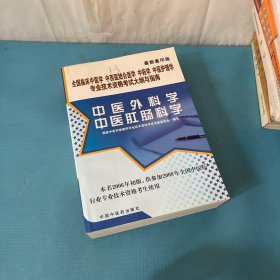 最新重印版
全国临床中医学 中西医结合医学 中药学 中医护理学
专业技术资格考试大纲与指南
中医外科学
中医肛肠科学
本书2006年初版，供参加2008年全国中医药
行业专业技术资格考生使用
中国中医药出版社